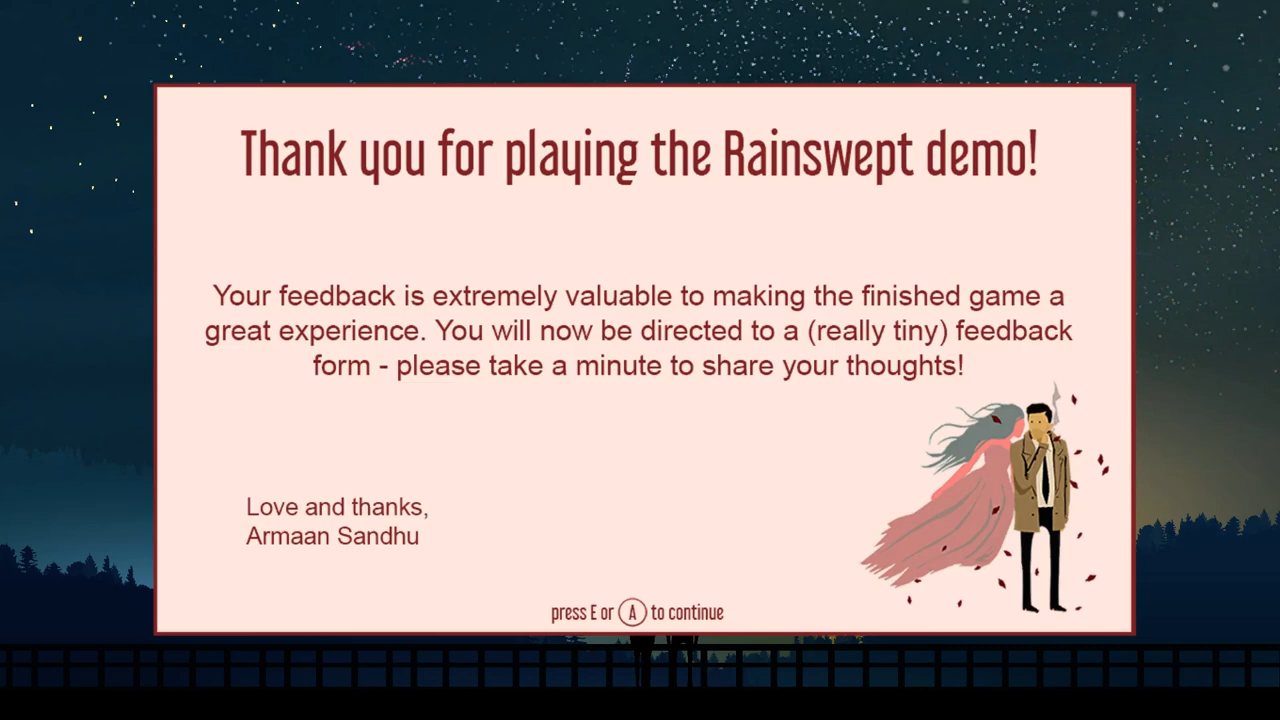 Thank you for playing the Rainswept demo!
Your feedback is extremely valuable to making the finished game a
great experience. You will now be directed to a (really tiny) feedback
form - please take a minute to share your thoughts!
Love and thanks,
Armaan Sandhu
press E or A to continue